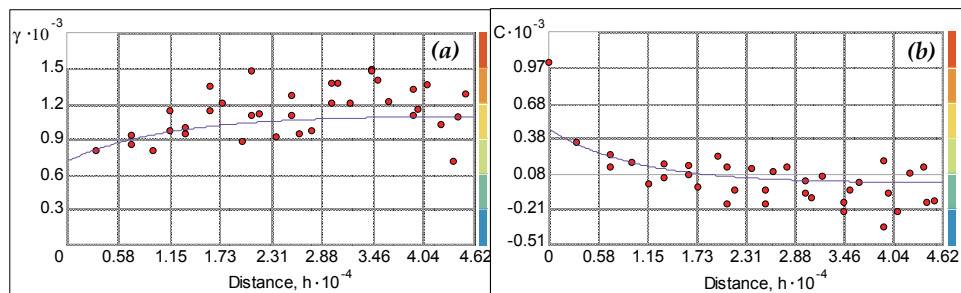 γ · 10⁻³
(a)
1.5
1.2
0.9
0.6
0.3
0 0.58 1.15 1.73 2.31 2.88 3.46 4.04 4.62
Distance, h · 10⁻⁴
C · 10⁻³
(b)
0.97
0.68
0.38
0.08
-0.21
-0.51
0 0.58 1.15 1.73 2.31 2.88 3.46 4.04 4.62
Distance, h · 10⁻⁴